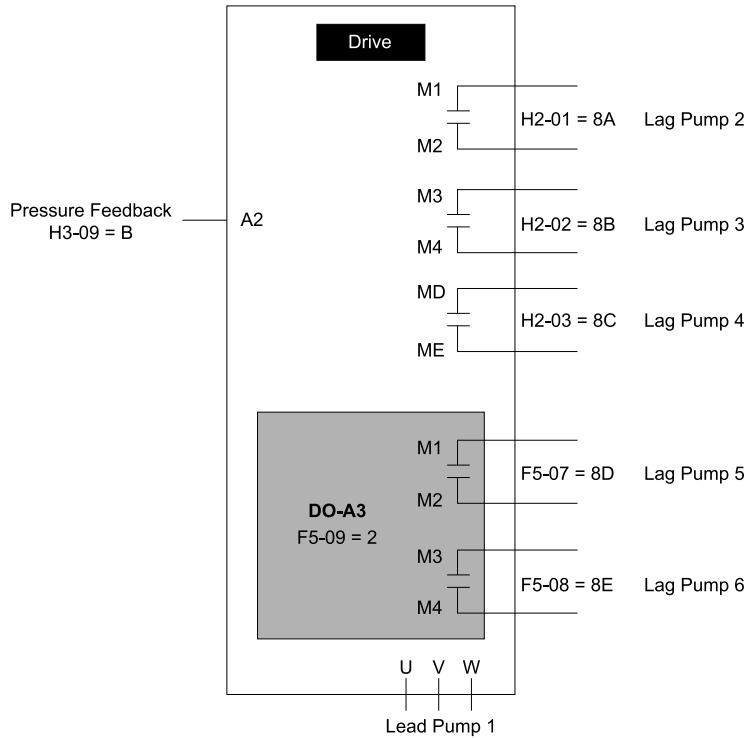 Drive
M1
H2-01 = 8A Lag Pump 2
M2
M3
Pressure Feedback
H3-09 = B
A2
H2-02 = 8B Lag Pump 3
M4
MD
H2-03 = 8C Lag Pump 4
ME
M1
F5-07 = 8D Lag Pump 5
M2
DO-A3
F5-09 = 2
M3
F5-08 = 8E Lag Pump 6
M4
U V W
Lead Pump 1